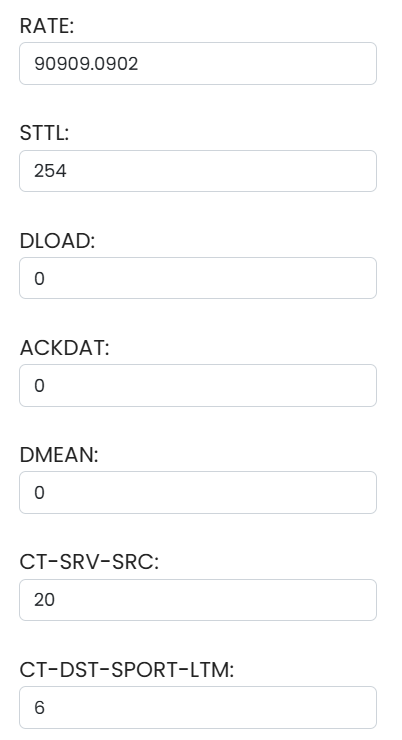 RATE:
90909.0902
STTL:
254
DLOAD:
0
ACKDAT:
0
DMEAN:
0
CT-SRV-SRC:
20
CT-DST-SPORT-LTM:
6